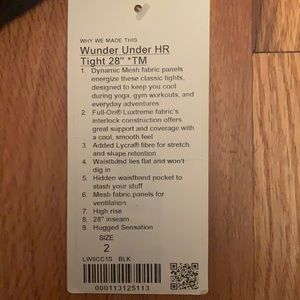 WHY WE MADE THIS
Wunder Under HR
Tight 28" *TM
1. Dynamic Mesh fabric panels
energize these classic tights,
designed to keep you cool
during yoga, gym workouts, and
everyday adventures
2. Full-On® Luxtreme fabric's
interlock construction offers
great support and coverage with
a cool, smooth feel
3. Added Lycra® fibre for stretch
and shape retention
4. Waistband lies flat and won't
dig in
5. Hidden waistband pocket to
stash your stuff
6. Mesh fabric panels for
ventilation
7. High rise
8. 28" inseam
9. Hugged Sensation
SIZE
2
LW5CC1S BLK
000113125113